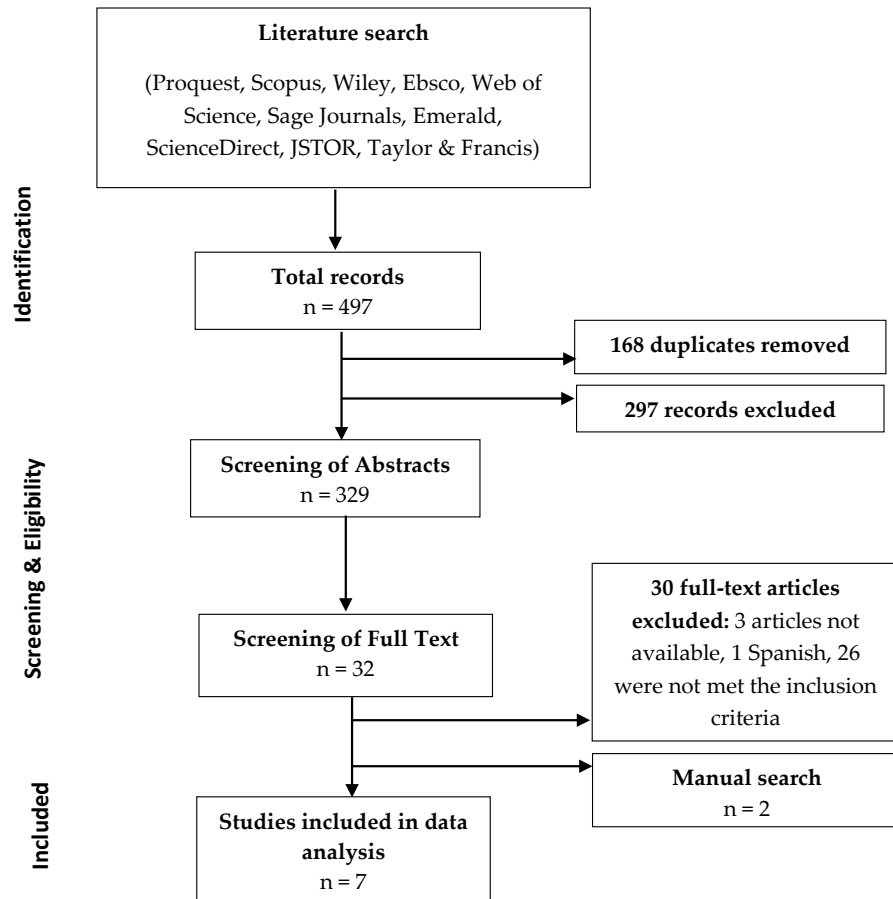 Literature search
(Proquest, Scopus, Wiley, Ebsco, Web of
Science, Sage Journals, Emerald,
ScienceDirect, JSTOR, Taylor & Francis)
Identification
Total records
n = 497
168 duplicates removed
297 records excluded
Screening & Eligibility
Screening of Abstracts
n = 329
30 full-text articles
excluded: 3 articles not
available, 1 Spanish, 26
were not met the inclusion
criteria
Screening of Full Text
n = 32
Included
Manual search
n = 2
Studies included in data
analysis
n = 7